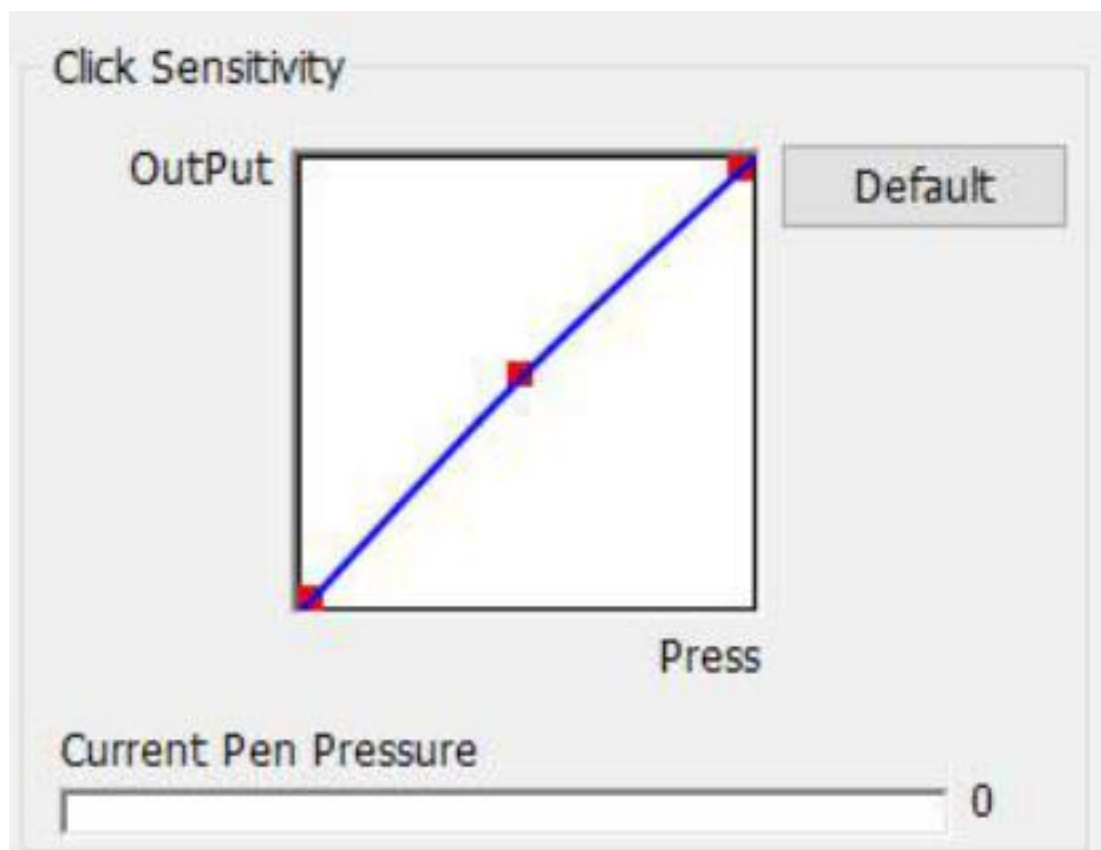 Click Sensitivity
OutPut
Default
Press
Current Pen Pressure
0